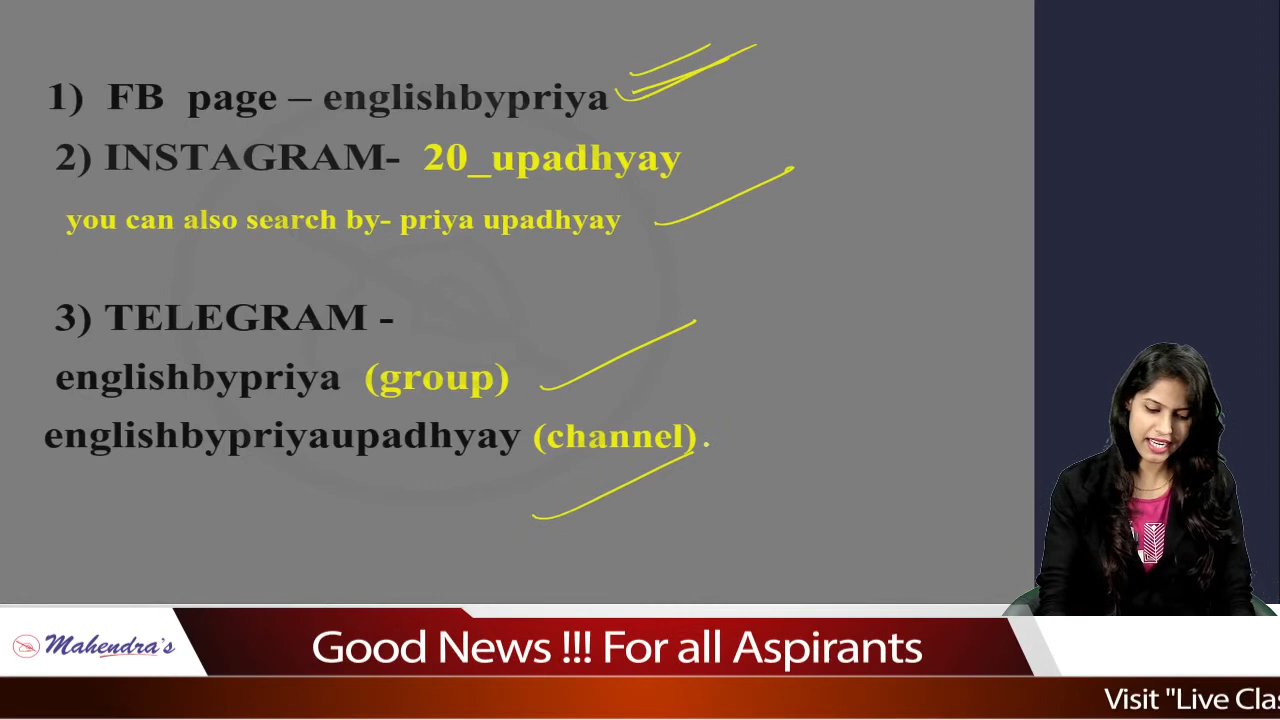 1) FB page – englishbypriya
2) INSTAGRAM- 20_upadhyay
you can also search by- priya upadhyay
3) TELEGRAM -
englishbypriya (group)
englishbypriyaupadhyay (channel).
Mahendra's
Good News !!! For all Aspirants
Visit "Live Clas